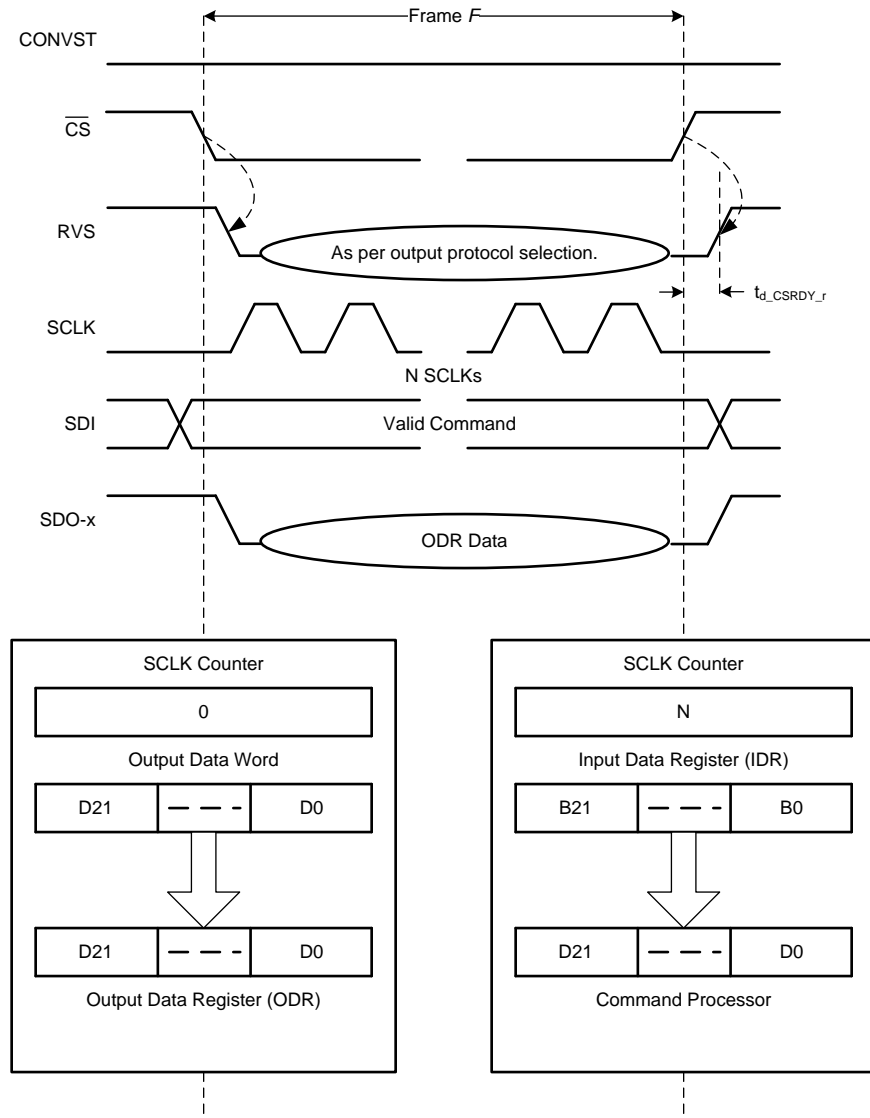 Frame F
CONVST
CS
RVS
As per output protocol selection.
td_CSRDY_r
SCLK
N SCLKs
SDI
Valid Command
SDO-x
ODR Data
SCLK Counter
0
Output Data Word
D21
D0
D21
D0
Output Data Register (ODR)
SCLK Counter
N
Input Data Register (IDR)
B21
B0
D21
D0
Command Processor